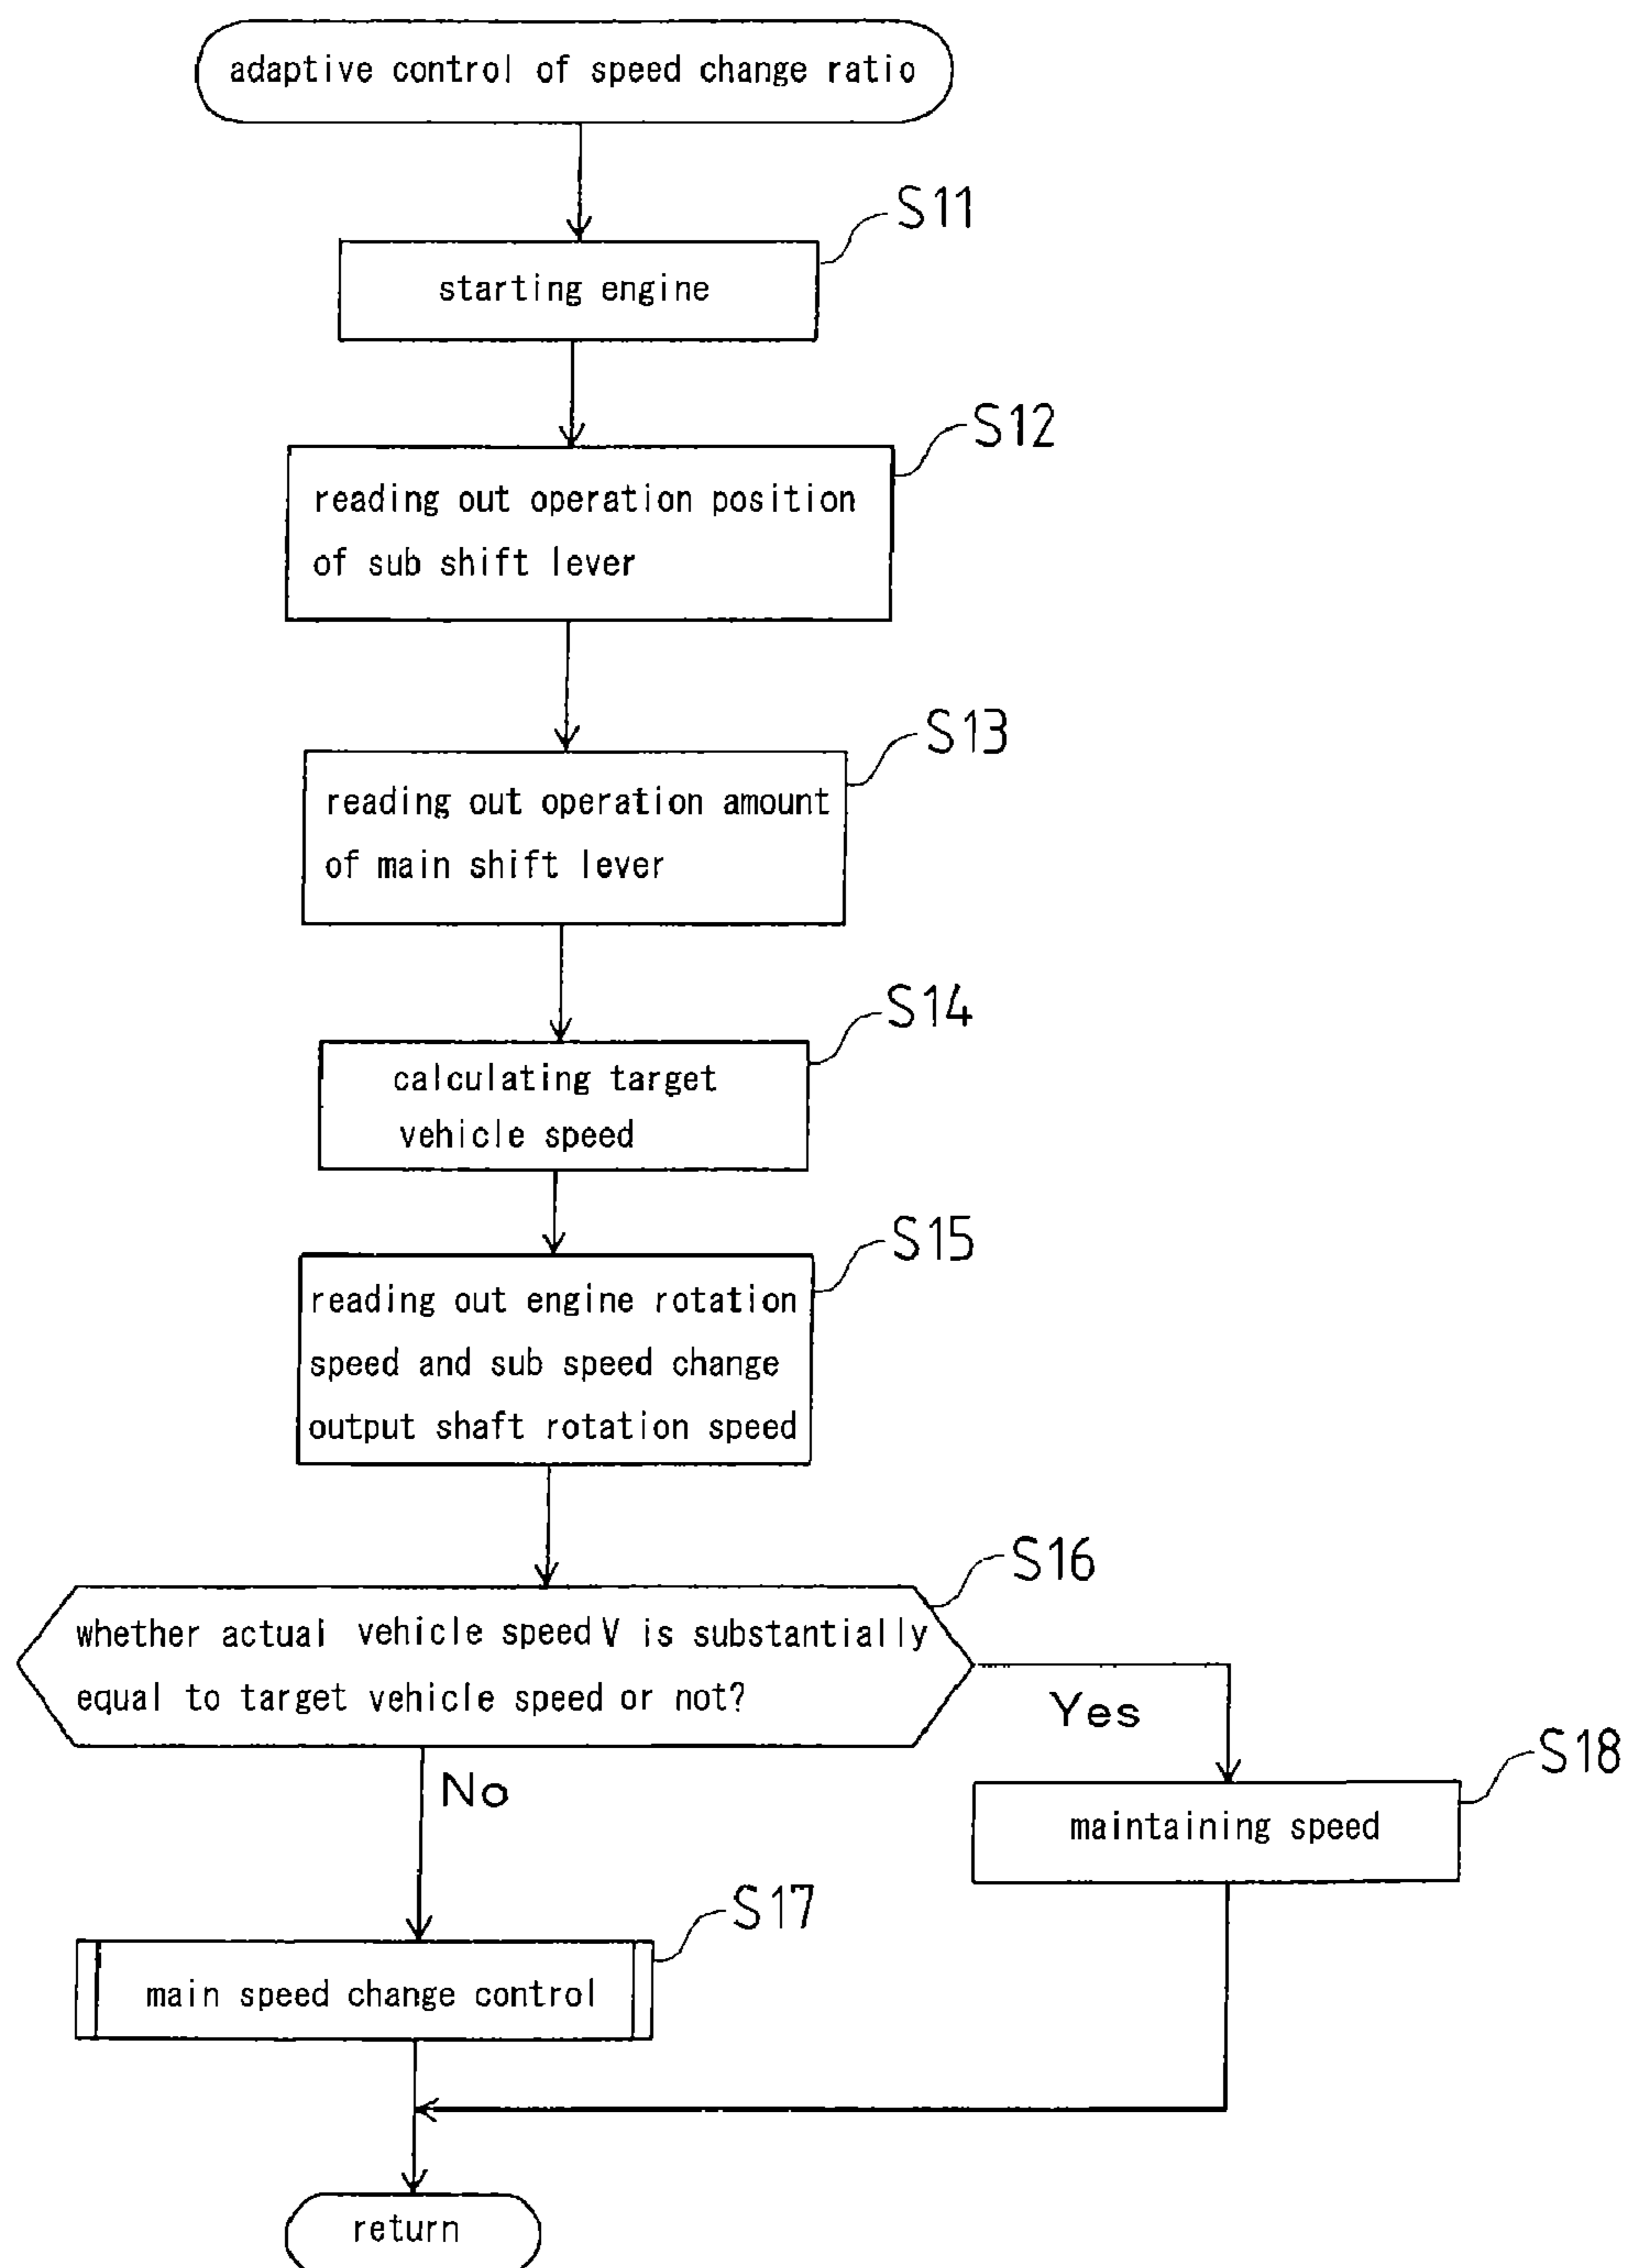 adaptive control of speed change ratio
S11
starting engine
S12
reading out operation position
of sub shift lever
S13
reading out operation amount
of main shift lever
S14
calculating target
vehicle speed
S15
reading out engine rotation
speed and sub speed change
output shaft rotation speed
S16
whether actual vehicle speed V is substantially
equal to target vehicle speed or not?
Yes
No
S18
maintaining speed
S17
main speed change control
return